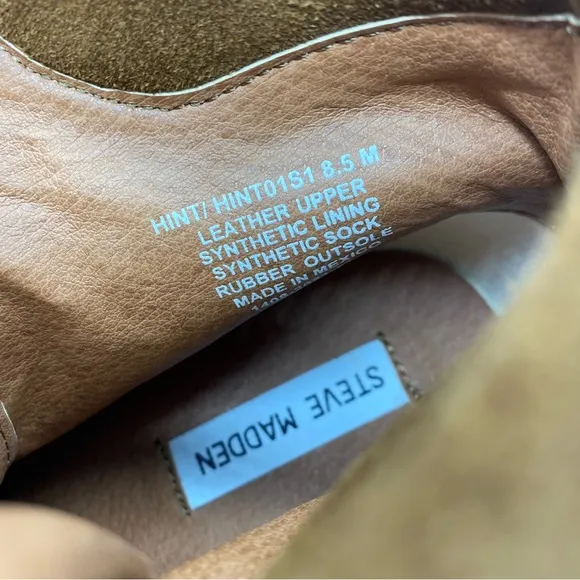 HINT/ HINT01S1 8.5 M
LEATHER UPPER
SYNTHETIC LINING
SYNTHETIC SOCK
RUBBER OUTSOLE
MADE IN MEXICO
STEVE MADDEN